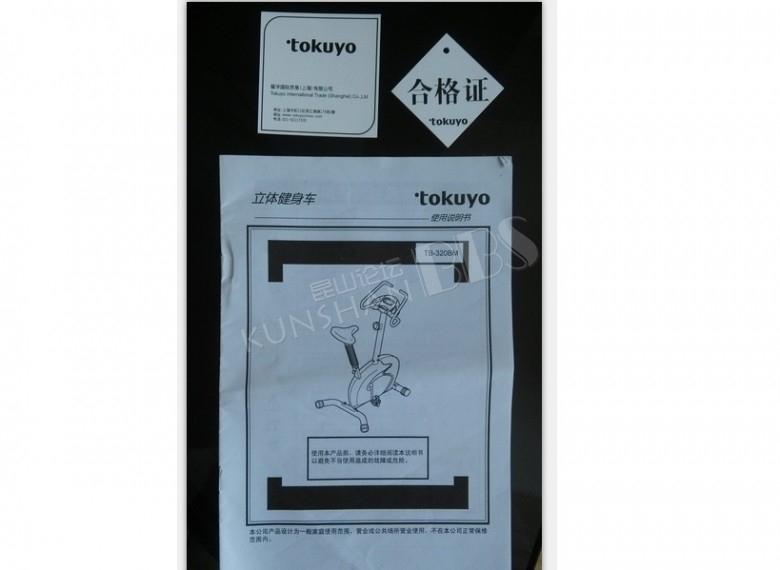 tokuyo
督洋国际贸易(上海)有限公司
Tokuyo International Trade (Shanghai) Co.,Ltd
合格证
tokuyo
立体健身车
tokuyo
使用说明书
TB-320BM
昆山论坛
KUNSHAN BBS
使用本产品前，请务必详细阅读本说明书
以避免不当使用造成的故障或危险。
本公司产品设计为一般家庭使用范围，营业或公共场所营业使用，不在本公司正常保修
范围内。